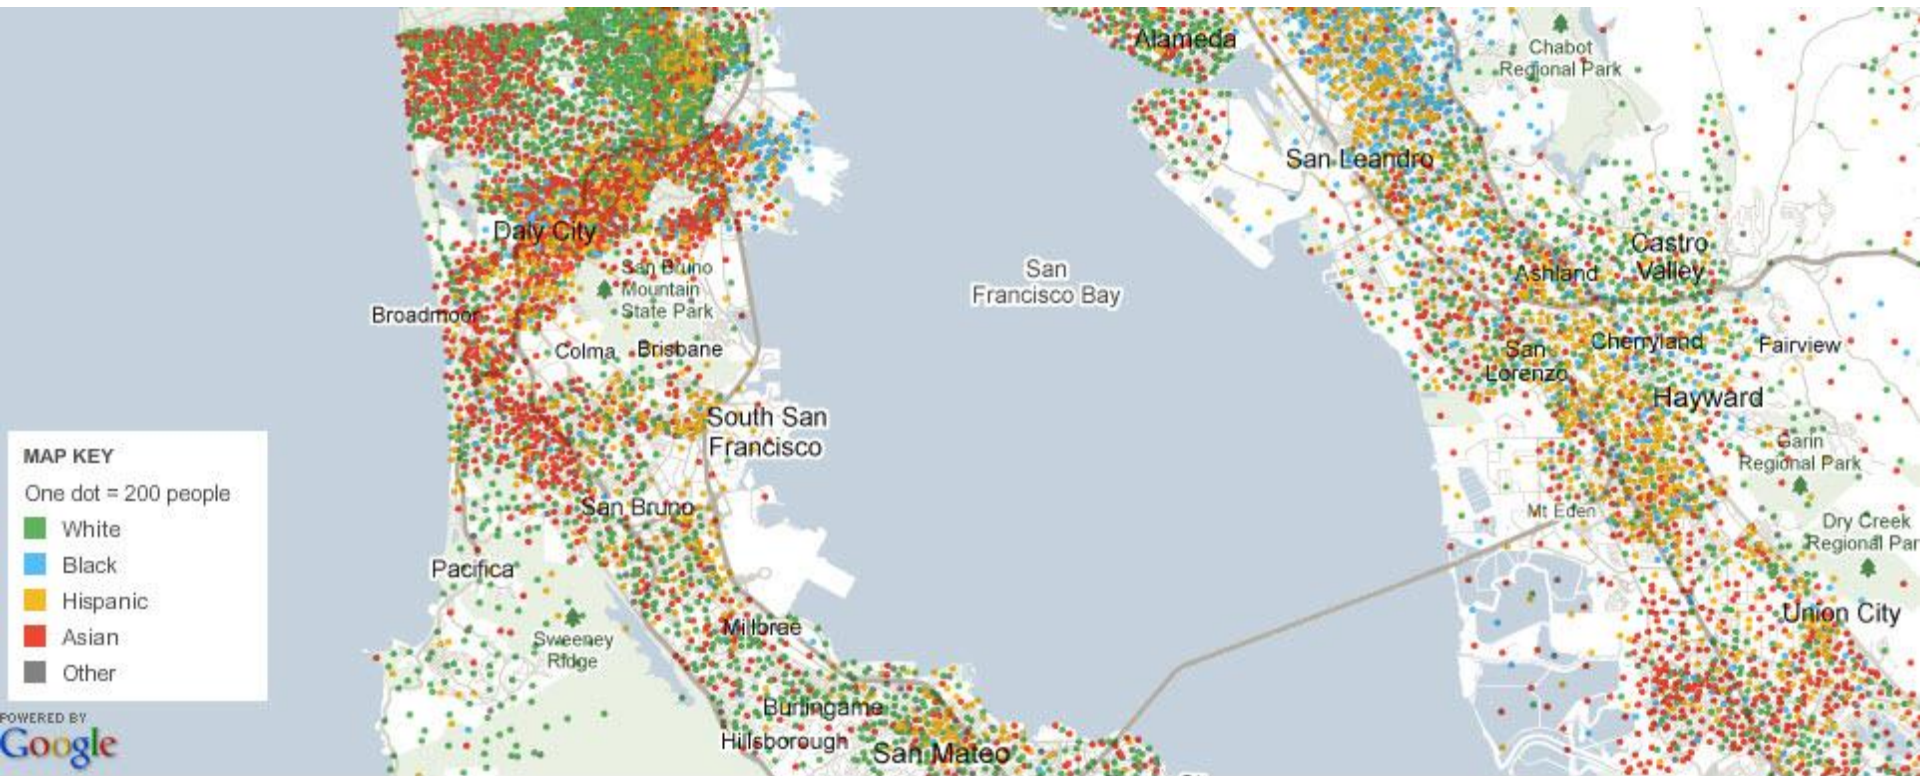 Alameda
Chabot
Regional Park
San Leandro
Daly City
San Bruno
Mountain
State Park
San
Francisco Bay
Castro
Valley
Ashland
Broadmoor
Colma
Brisbane
Cherryland
Fairview
San
Lorenzo
Hayward
South San
Francisco
Garin
Regional Park
MAP KEY
One dot = 200 people
White
Black
Hispanic
Asian
Other
San Bruno
Mt Eden
Dry Creek
Regional Par
Pacifica
Union City
Millbrae
Sweeney
Ridge
Burlingame
Hillsborough
San Mateo
POWERED BY
Google